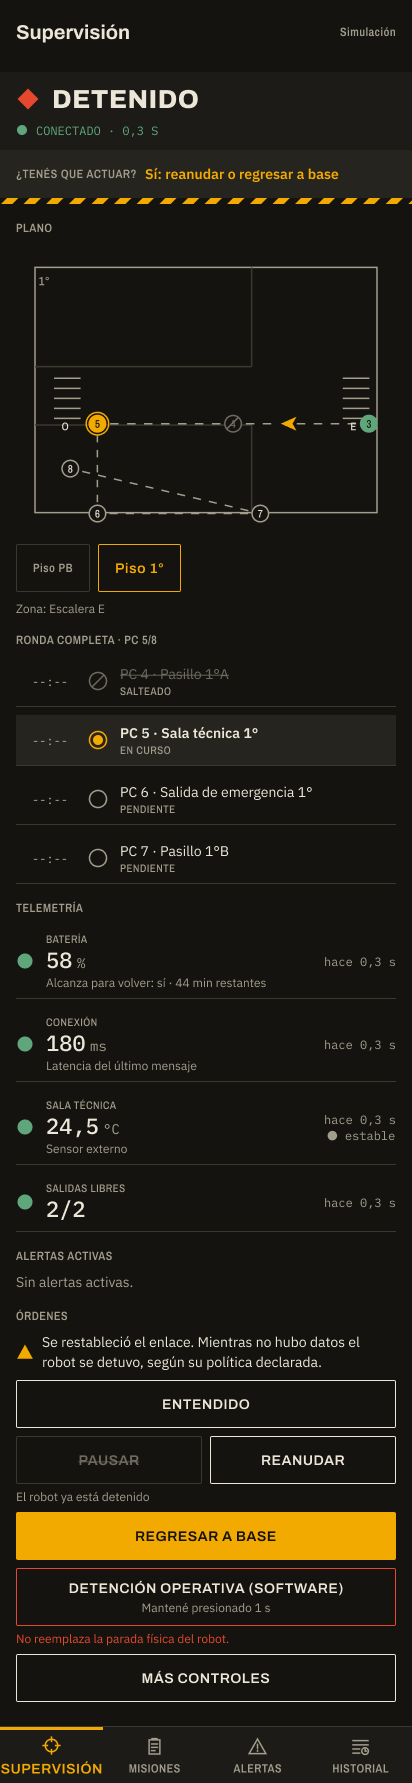 Supervisión
Simulación
DETENIDO
CONECTADO · 0,3 S
¿TENÉS QUE ACTUAR? Sí: reanudar o regresar a base
PLANO
1°
O
5
4
E
3
8
6
7
Piso PB
Piso 1°
Zona: Escalera E
RONDA COMPLETA · PC 5/8
--:-- PC 4 · Pasillo 1°A
SALTEADO
--:-- PC 5 · Sala técnica 1°
EN CURSO
--:-- PC 6 · Salida de emergencia 1°
PENDIENTE
--:-- PC 7 · Pasillo 1°B
PENDIENTE
TELEMETRÍA
BATERÍA
58 %
hace 0,3 s
Alcanza para volver: sí · 44 min restantes
CONEXIÓN
180 ms
hace 0,3 s
Latencia del último mensaje
SALA TÉCNICA
24,5 °C
hace 0,3 s
estable
Sensor externo
SALIDAS LIBRES
2/2
hace 0,3 s
ALERTAS ACTIVAS
Sin alertas activas.
ÓRDENES
Se restableció el enlace. Mientras no hubo datos el
robot se detuvo, según su política declarada.
ENTENDIDO
PAUSAR
REANUDAR
El robot ya está detenido
REGRESAR A BASE
DETENCIÓN OPERATIVA (SOFTWARE)
Mantené presionado 1 s
No reemplaza la parada física del robot.
MÁS CONTROLES
SUPERVISIÓN
MISIONES
ALERTAS
HISTORIAL